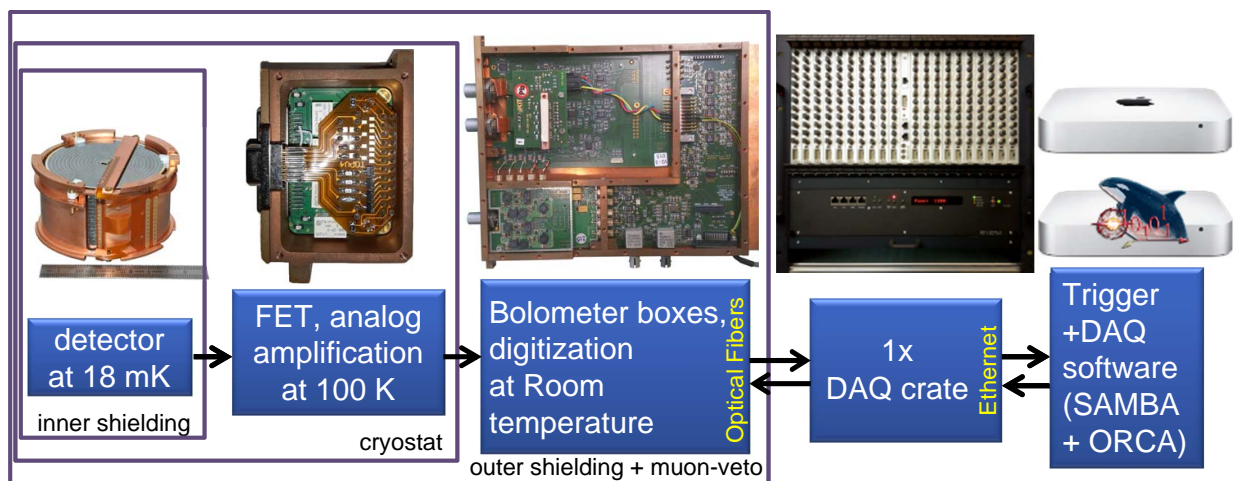 detector
at 18 mK
inner shielding
FET, analog
amplification
at 100 K
cryostat
Bolometer boxes,
digitization
at Room
temperature
Optical Fibers
outer shielding + muon-veto
1x
DAQ crate
Ethernet
Trigger
+DAQ
software
(SAMBA
+ ORCA)